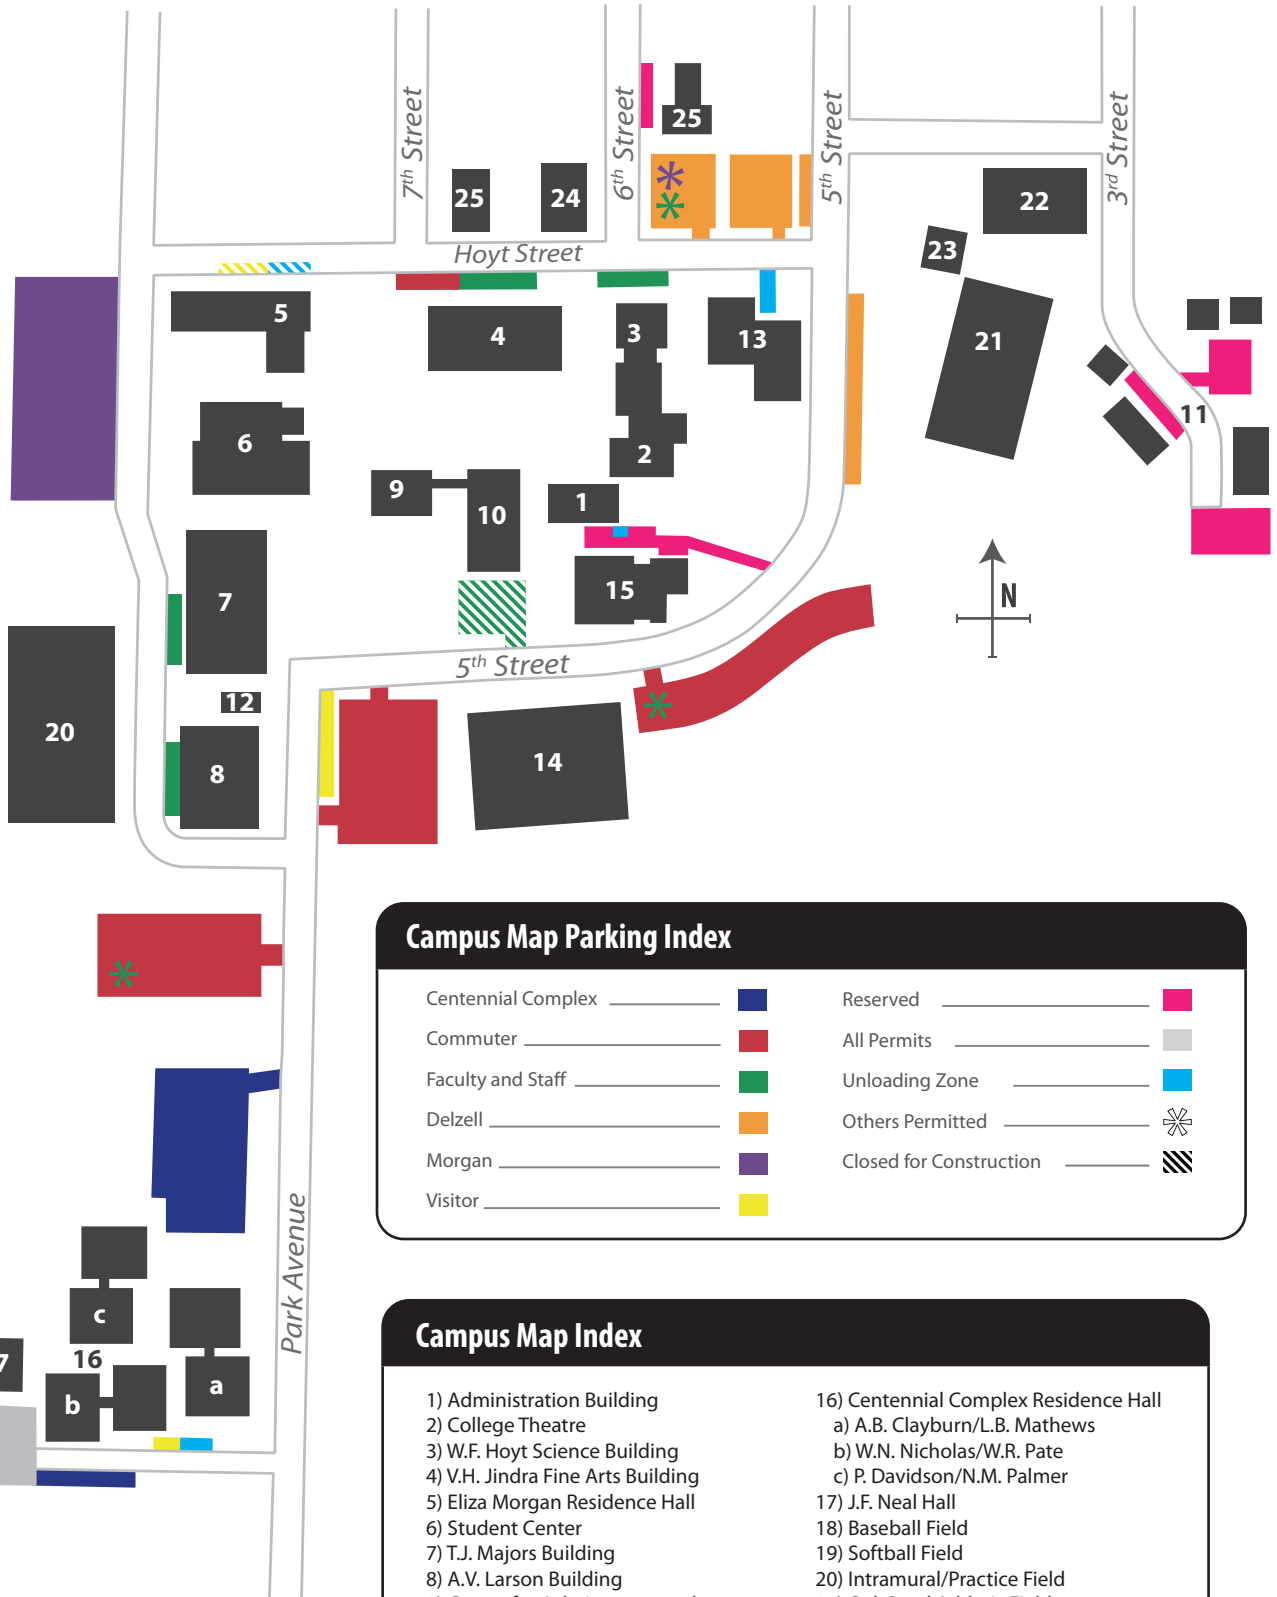 7th Street
6th Street
5th Street
3rd Street
25
25
24
22
23
Hoyt Street
5
4
3
13
21
11
6
2
9
10
1
7
15
N
5th Street
12
20
8
14
Campus Map Parking Index
Centennial Complex
Commuter
Faculty and Staff
Delzell
Morgan
Visitor
Reserved
All Permits
Unloading Zone
Others Permitted
Closed for Construction
Park Avenue
c
16
7
a
b
Campus Map Index
1) Administration Building
2) College Theatre
3) W.F. Hoyt Science Building
4) V.H. Jindra Fine Arts Building
5) Eliza Morgan Residence Hall
6) Student Center
7) T.J. Majors Building
8) A.V. Larson Building
16) Centennial Complex Residence Hall
a) A.B. Clayburn/L.B. Mathews
b) W.N. Nicholas/W.R. Pate
c) P. Davidson/N.M. Palmer
17) J.F. Neal Hall
18) Baseball Field
19) Softball Field
20) Intramural/Practice Field